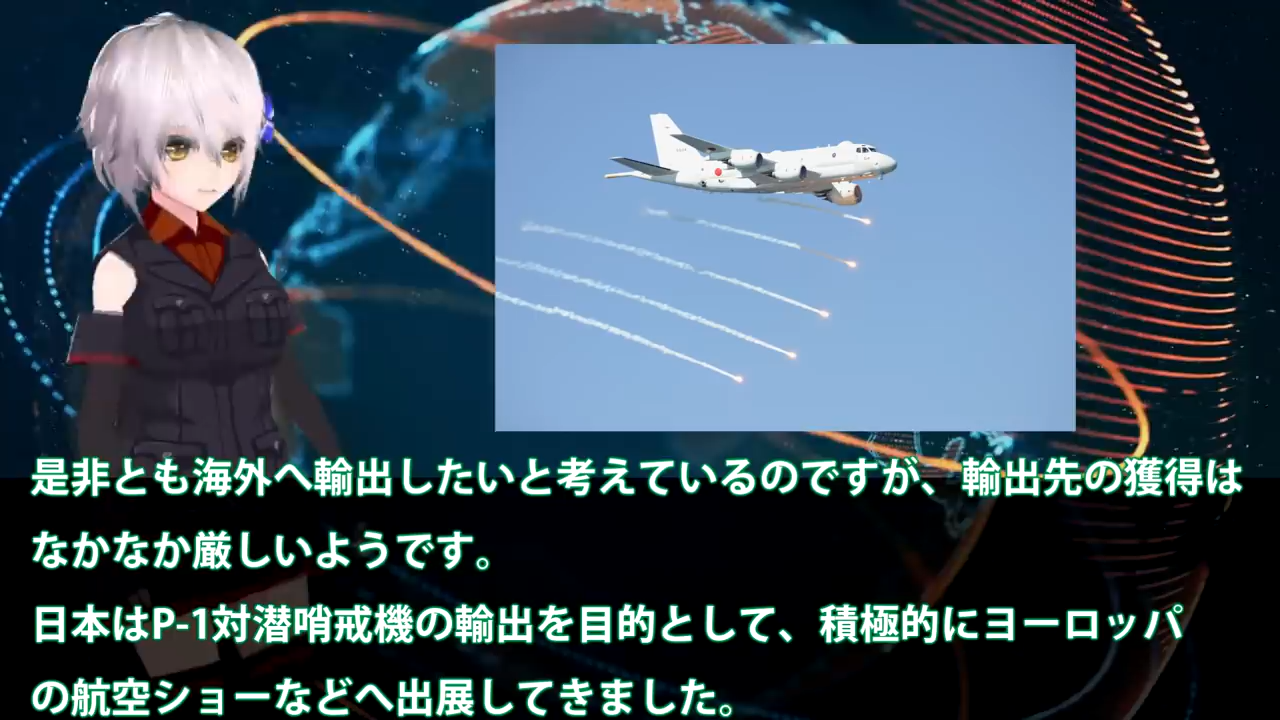 是非とも海外へ輸出したいと考えているのですが、輸出先の獲得は
なかなか厳しいようです。
日本はP-1対潜哨戒機の輸出を目的として、積極的にヨーロッパ
の航空ショーなどへ出展してきました。